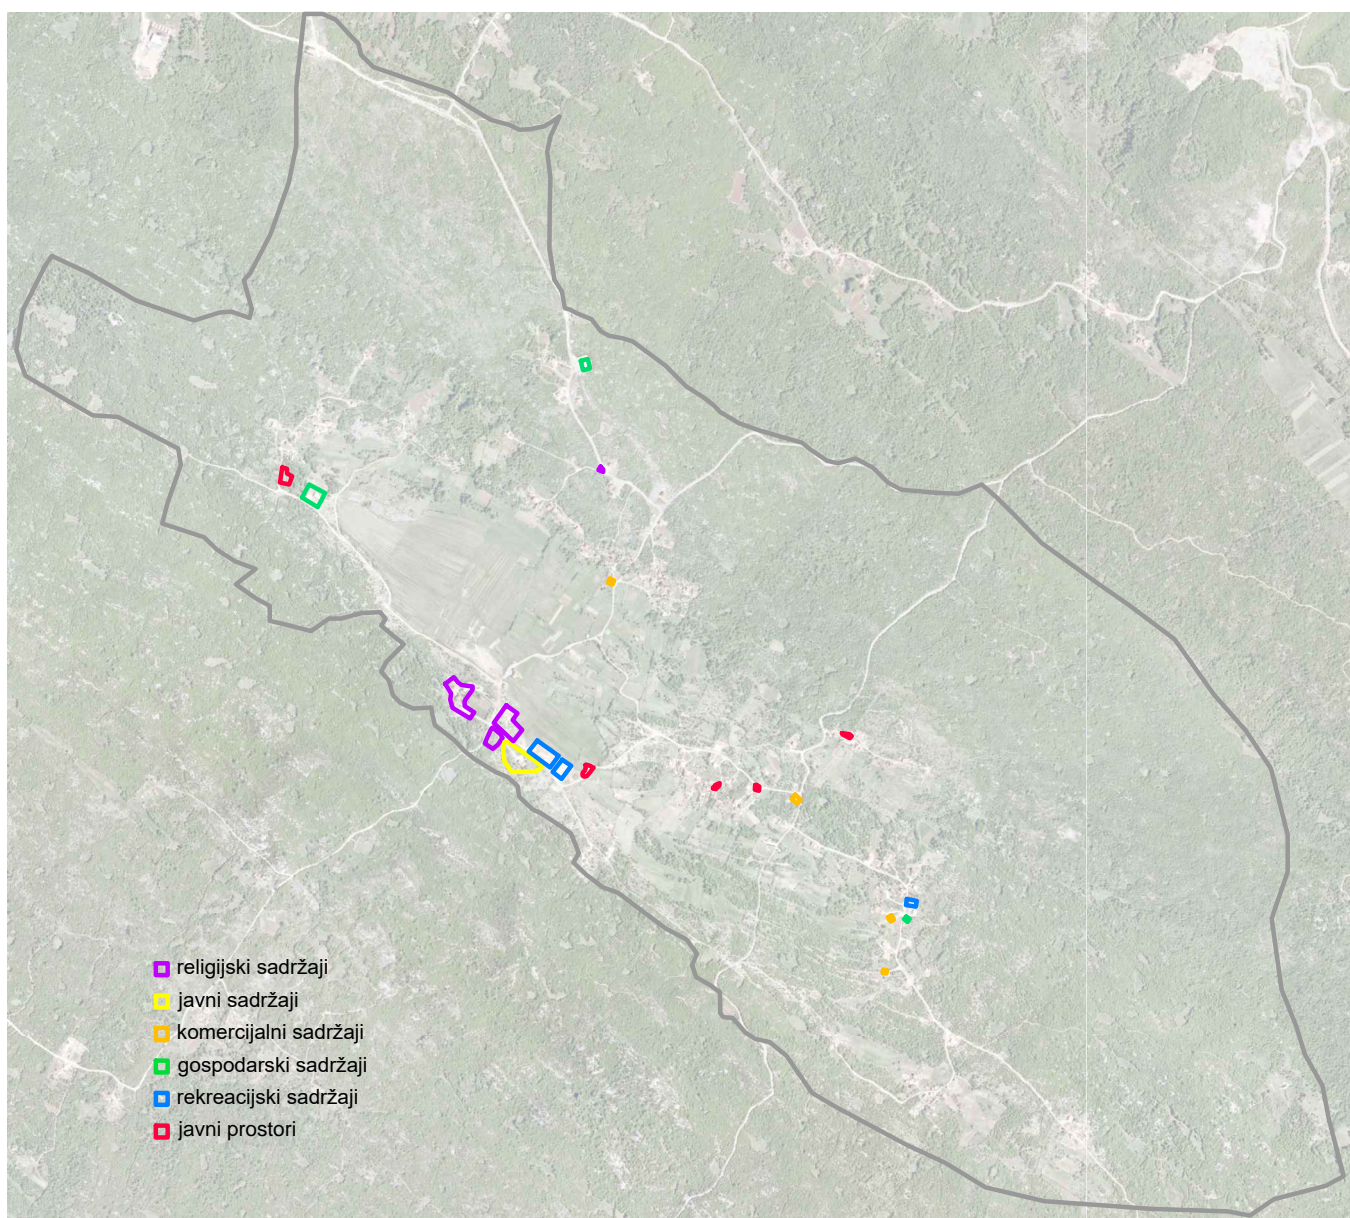 religijski sadržaji
javni sadržaji
komercijalni sadržaji
gospodarski sadržaji
rekreacijski sadržaji
javni prostori